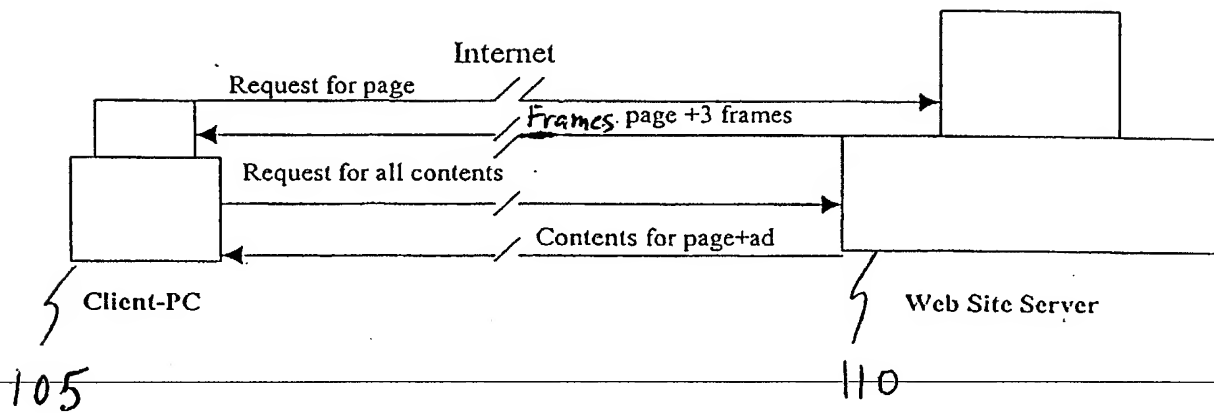 Internet
Request for page
Frames. page +3 frames
Request for all contents
Contents for page+ad
Client-PC
Web Site Server
105
110